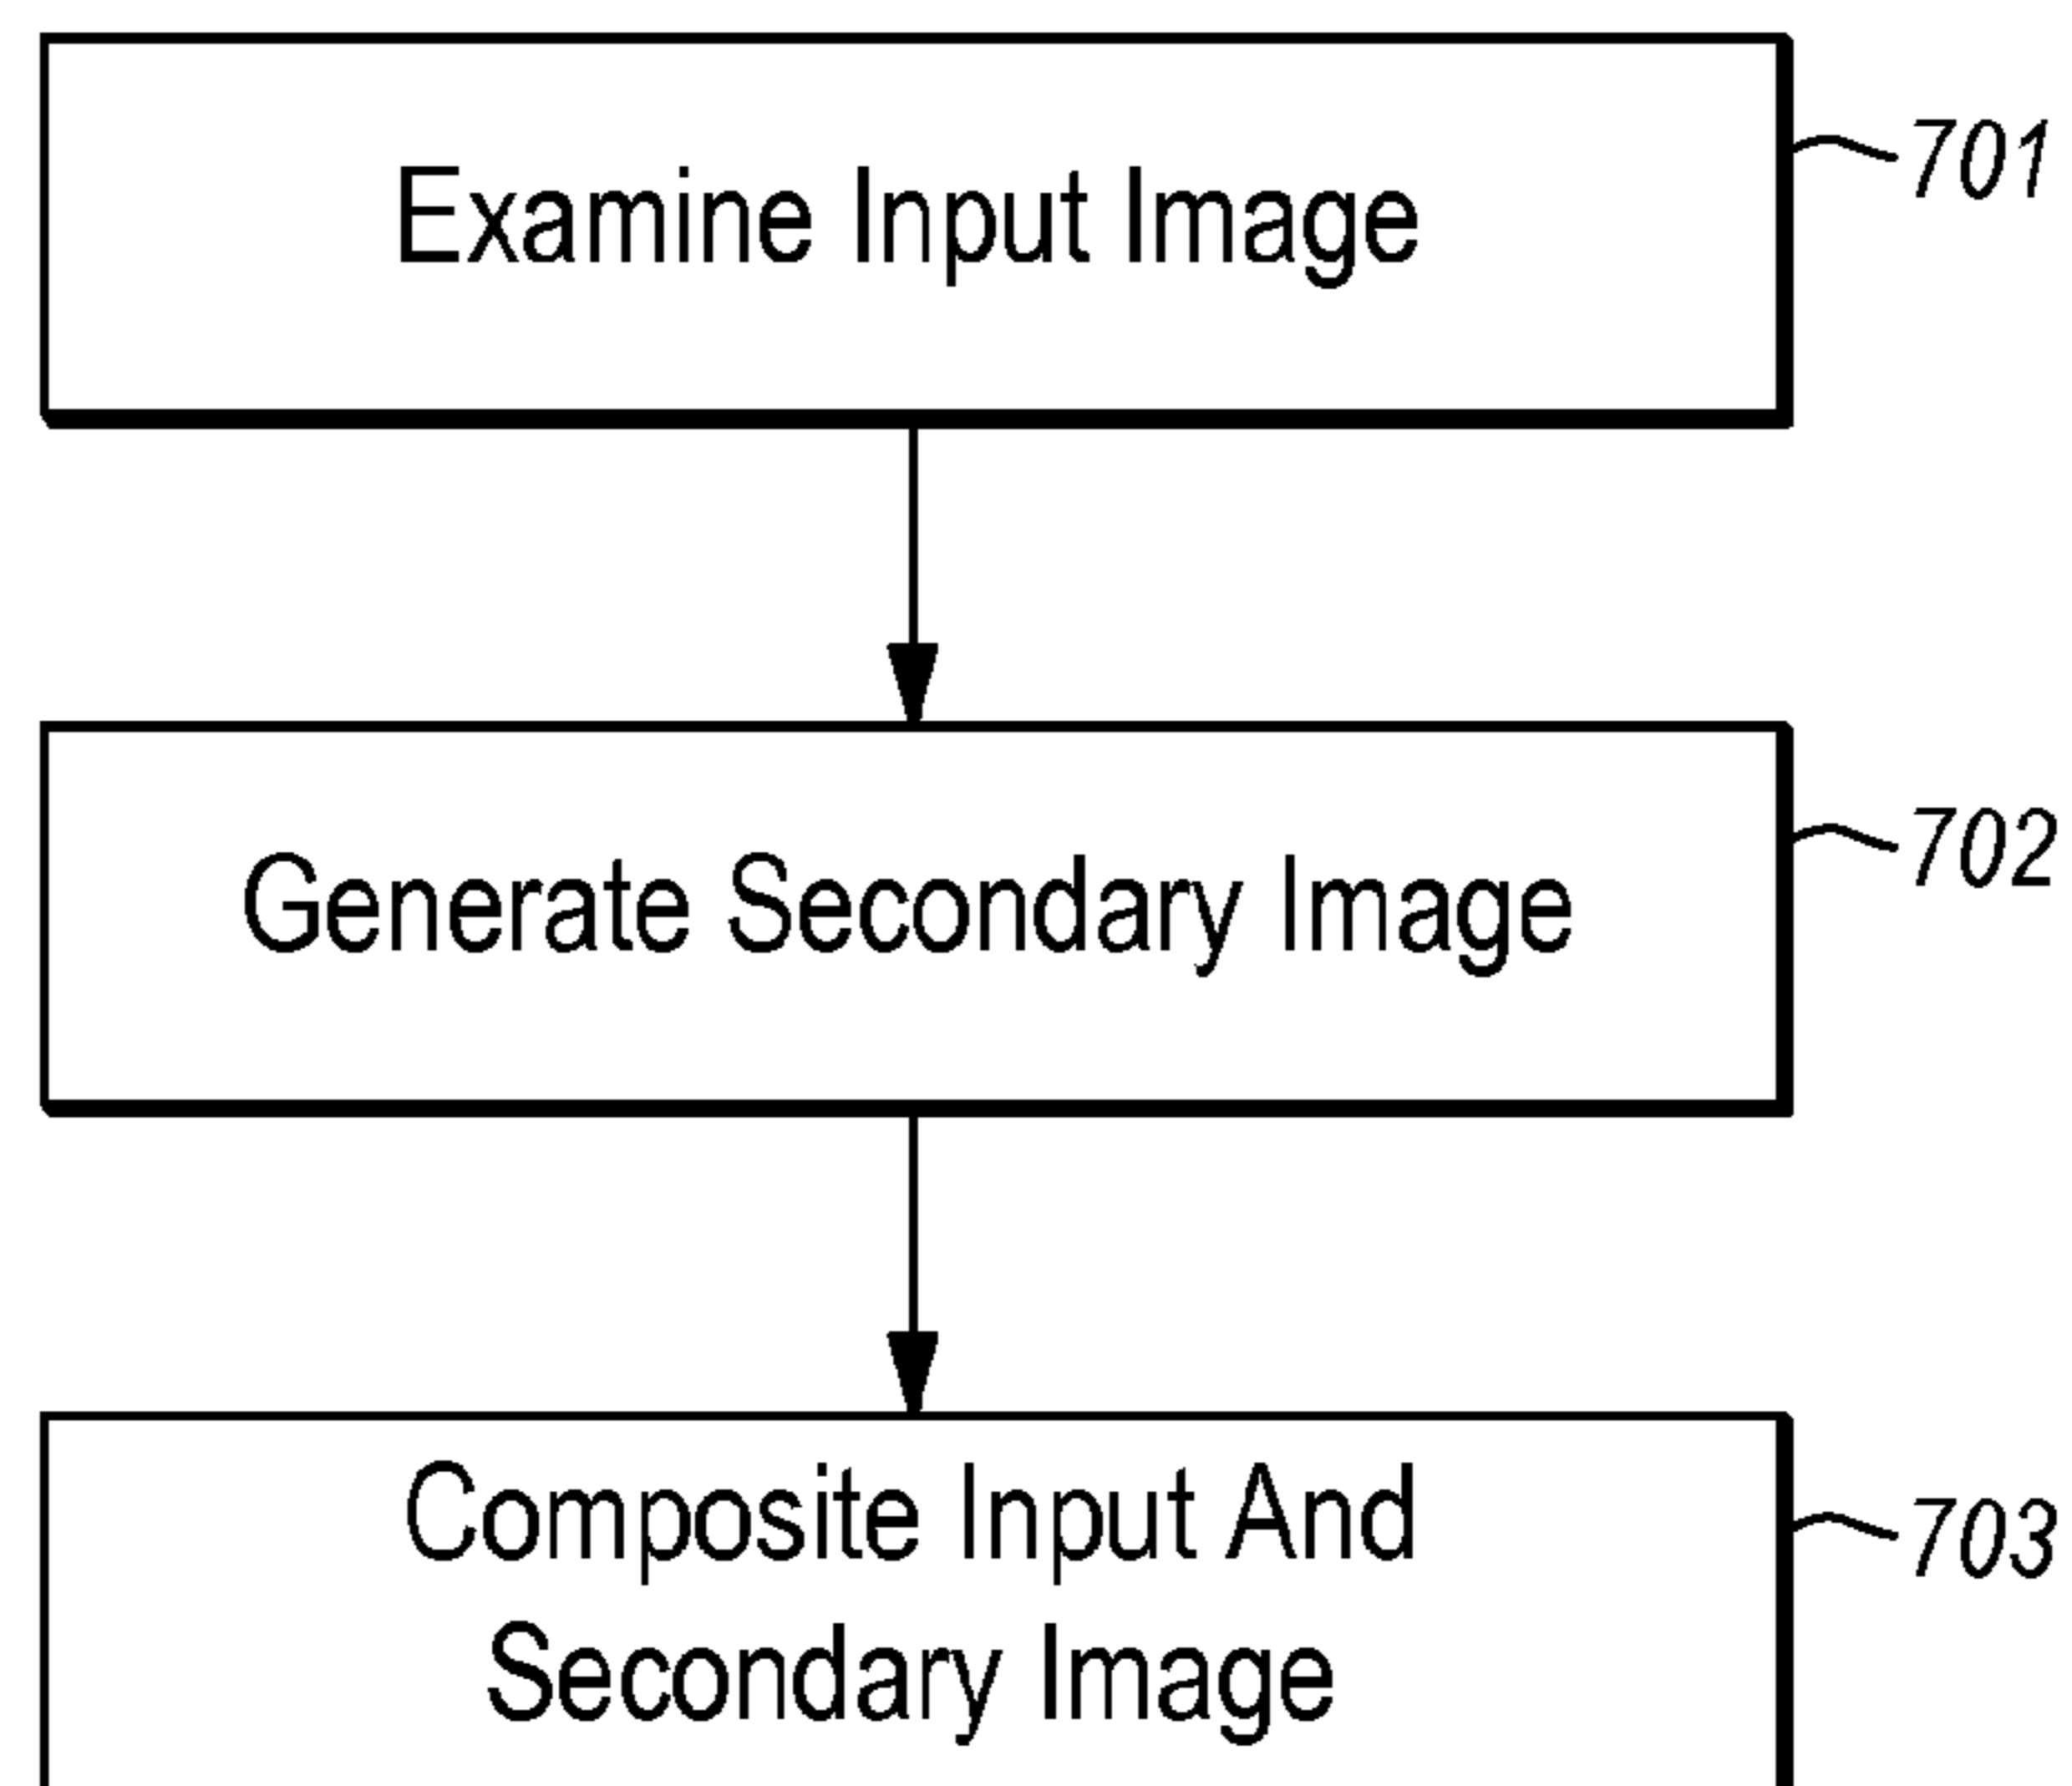 Examine Input Image
701
Generate Secondary Image
702
Composite Input And
703
Secondary Image